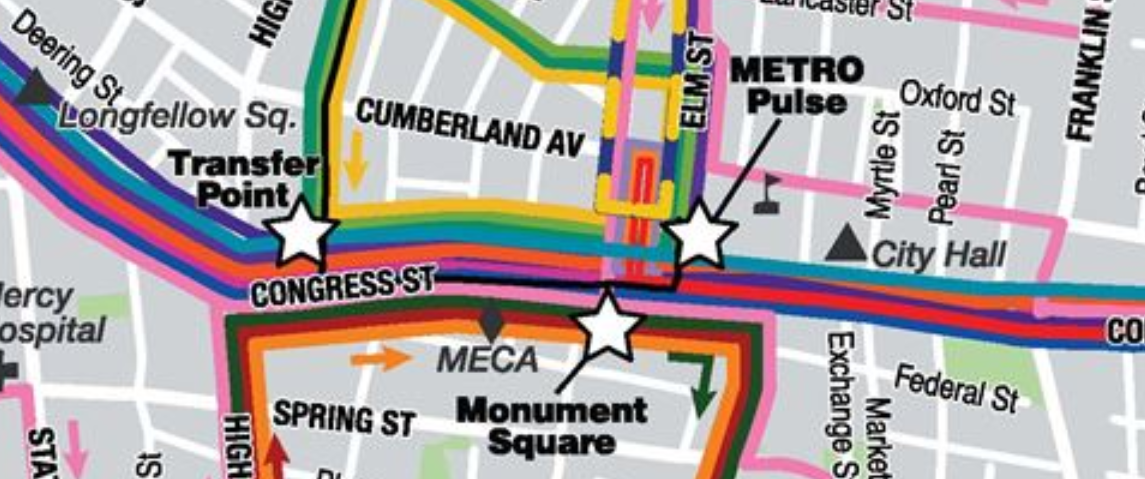 Lancaster St
Deering St
HIGH
FRANKLIN S
ELM ST
METRO
Pulse
Oxford St
Longfellow Sq.
CUMBERLAND AV
Myrtle St
Pearl St
Transfer
Point
City Hall
CONGRESS ST
ercy
ospital
CO
MECA
Exchange S
Federal St
SPRING ST
Monument
Square
HIGH
Market
STA
St